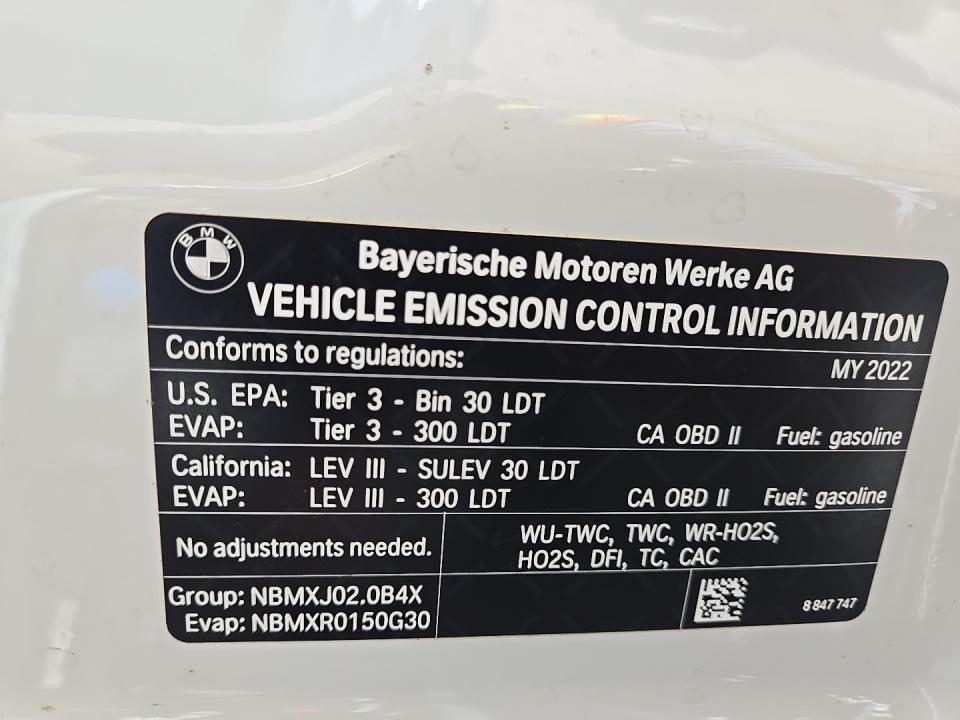 BMW
Bayerische Motoren Werke AG
VEHICLE EMISSION CONTROL INFORMATION
Conforms to regulations: MY 2022
U.S. EPA: Tier 3 - Bin 30 LDT
EVAP: Tier 3 - 300 LDT CA OBD II Fuel: gasoline
California: LEV III - SULEV 30 LDT
EVAP: LEV III - 300 LDT CA OBD II Fuel: gasoline
No adjustments needed.
WU-TWC, TWC, WR-HO2S,
HO2S, DFI, TC, CAC
Group: NBMXJ02.0B4X
Evap: NBMXR0150G30
8 847 747